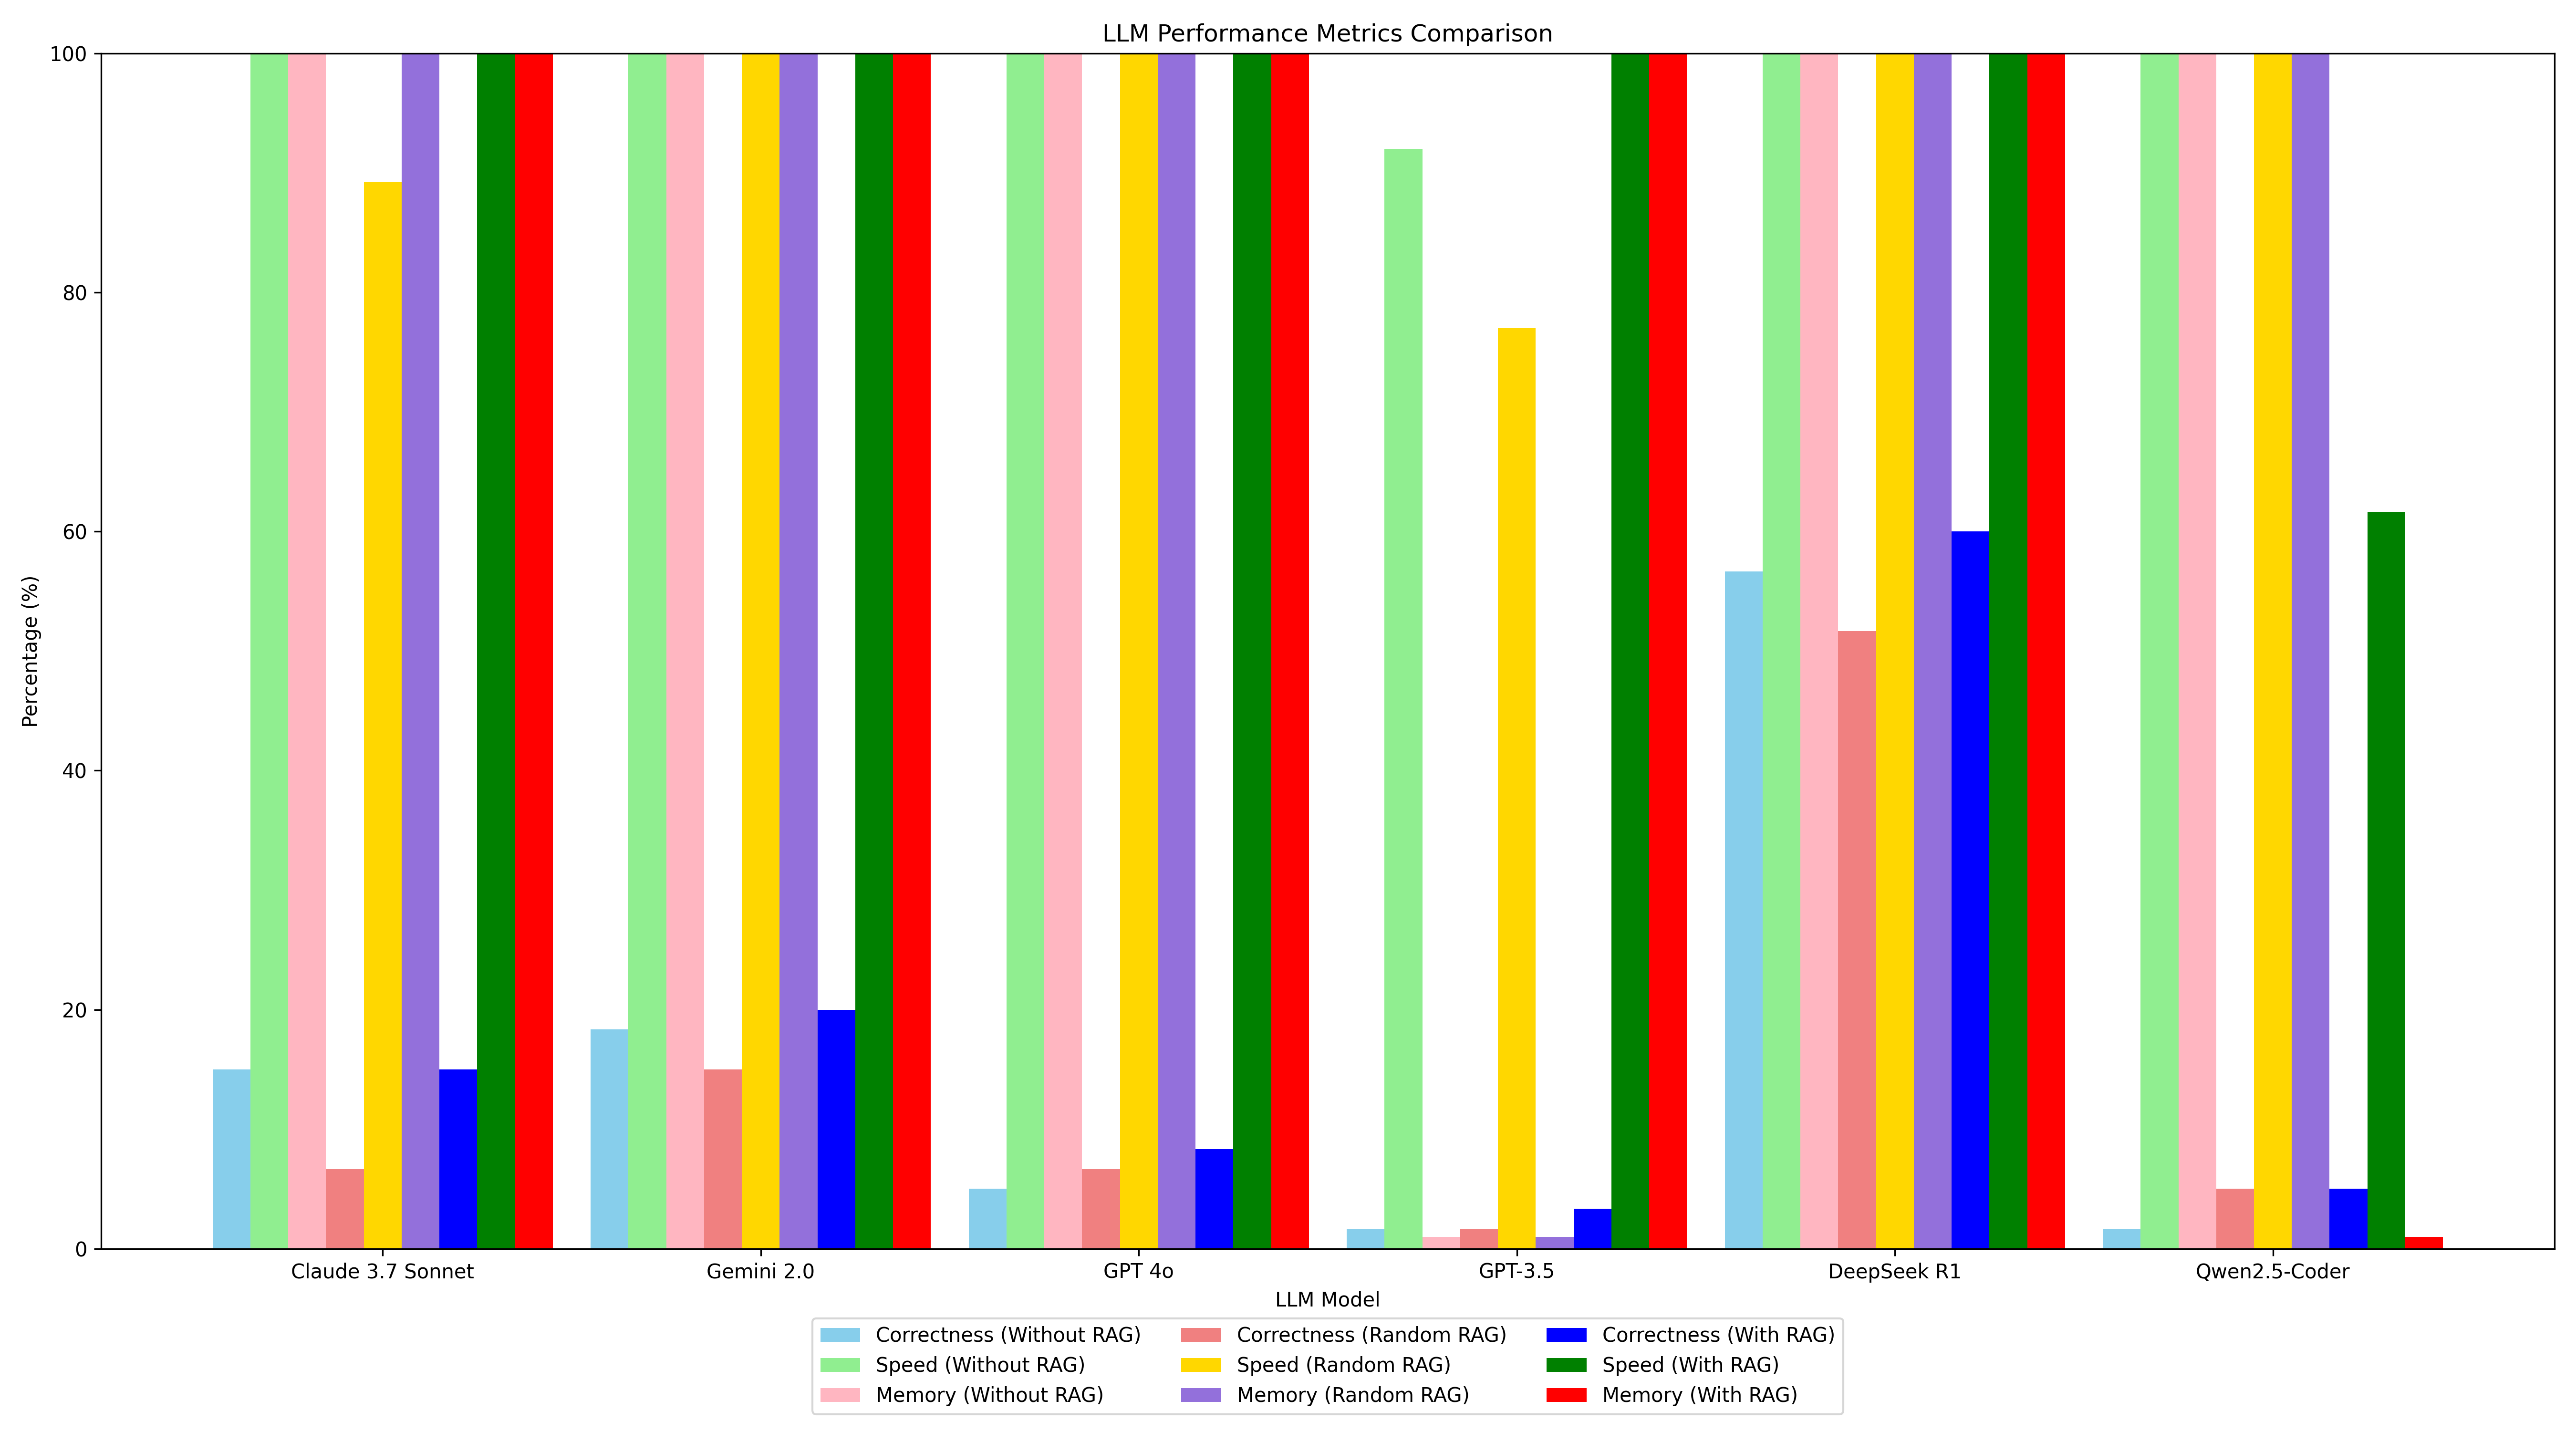 LLM Performance Metrics Comparison
100
80
60
40
20
0
Percentage (%)
Claude 3.7 Sonnet
Gemini 2.0
GPT 4o
GPT-3.5
DeepSeek R1
Qwen2.5-Coder
LLM Model
Correctness (Without RAG)
Speed (Without RAG)
Memory (Without RAG)
Correctness (Random RAG)
Speed (Random RAG)
Memory (Random RAG)
Correctness (With RAG)
Speed (With RAG)
Memory (With RAG)